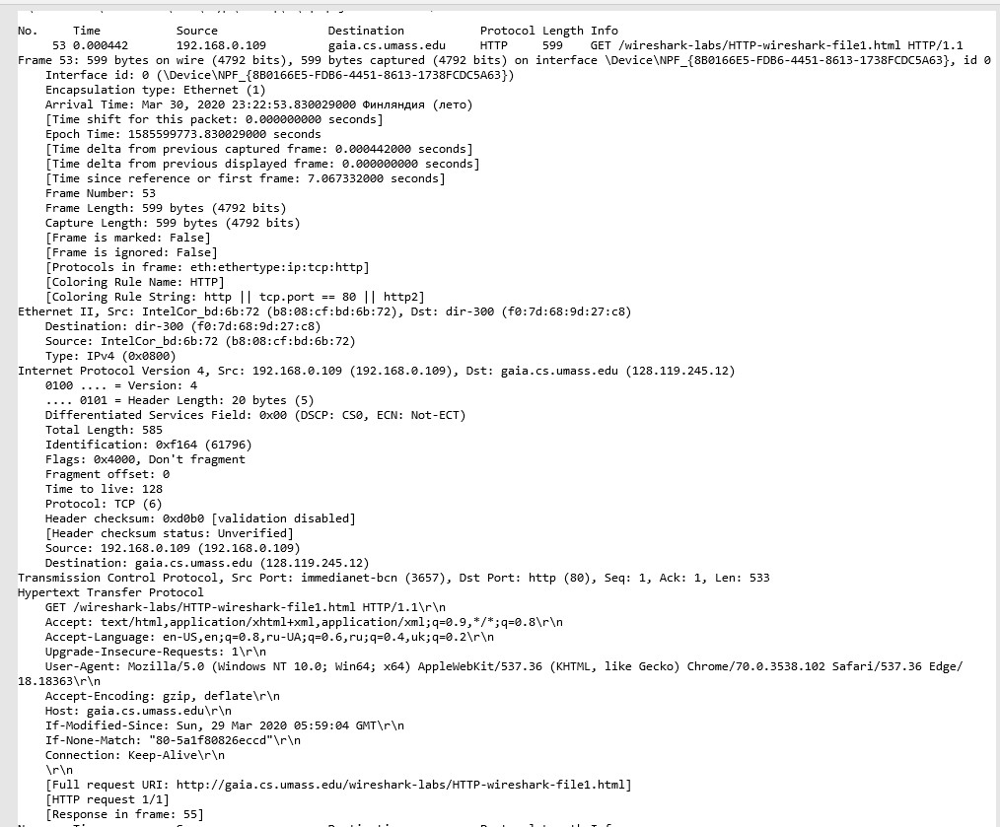 No. Time Source Destination Protocol Length Info
53 0.000442 192.168.0.109 gaia.cs.umass.edu HTTP 599 GET /wireshark-labs/HTTP-wireshark-file1.html HTTP/1.1
Frame 53: 599 bytes on wire (4792 bits), 599 bytes captured (4792 bits) on interface \Device\NPF_{8B0166E5-FDB6-4451-8613-1738FCDC5A63}, id 0
Interface id: 0 (\Device\NPF_{8B0166E5-FDB6-4451-8613-1738FCDC5A63})
Encapsulation type: Ethernet (1)
Arrival Time: Mar 30, 2020 23:22:53.830029000 Финляндия (лето)
[Time shift for this packet: 0.000000000 seconds]
Epoch Time: 1585599773.830029000 seconds
[Time delta from previous captured frame: 0.000442000 seconds]
[Time delta from previous displayed frame: 0.000000000 seconds]
[Time since reference or first frame: 7.067332000 seconds]
Frame Number: 53
Frame Length: 599 bytes (4792 bits)
Capture Length: 599 bytes (4792 bits)
[Frame is marked: False]
[Frame is ignored: False]
[Protocols in frame: eth:ethertype:ip:tcp:http]
[Coloring Rule Name: HTTP]
[Coloring Rule String: http || tcp.port == 80 || http2]
Ethernet II, Src: IntelCor_bd:6b:72 (b8:08:cf:bd:6b:72), Dst: dir-300 (f0:7d:68:9d:27:c8)
Destination: dir-300 (f0:7d:68:9d:27:c8)
Source: IntelCor_bd:6b:72 (b8:08:cf:bd:6b:72)
Type: IPv4 (0x0800)
Internet Protocol Version 4, Src: 192.168.0.109 (192.168.0.109), Dst: gaia.cs.umass.edu (128.119.245.12)
0100 .... = Version: 4
.... 0101 = Header Length: 20 bytes (5)
Differentiated Services Field: 0x00 (DSCP: CS0, ECN: Not-ECT)
Total Length: 585
Identification: 0xf164 (61796)
Flags: 0x4000, Don't fragment
Fragment offset: 0
Time to live: 128
Protocol: TCP (6)
Header checksum: 0xd0b0 [validation disabled]
[Header checksum status: Unverified]
Source: 192.168.0.109 (192.168.0.109)
Destination: gaia.cs.umass.edu (128.119.245.12)
Transmission Control Protocol, Src Port: immedianet-bcn (3657), Dst Port: http (80), Seq: 1, Ack: 1, Len: 533
Hypertext Transfer Protocol
GET /wireshark-labs/HTTP-wireshark-file1.html HTTP/1.1\r\n
Accept: text/html,application/xhtml+xml,application/xml;q=0.9,*/*;q=0.8\r\n
Accept-Language: en-US,en;q=0.8,ru-UA;q=0.6,ru;q=0.4,uk;q=0.2\r\n
Upgrade-Insecure-Requests: 1\r\n
User-Agent: Mozilla/5.0 (Windows NT 10.0; Win64; x64) AppleWebKit/537.36 (KHTML, like Gecko) Chrome/70.0.3538.102 Safari/537.36 Edge/
18.18363\r\n
Accept-Encoding: gzip, deflate\r\n
Host: gaia.cs.umass.edu\r\n
If-Modified-Since: Sun, 29 Mar 2020 05:59:04 GMT\r\n
If-None-Match: "80-5a1f80826eccd"\r\n
Connection: Keep-Alive\r\n
\r\n
[Full request URI: http://gaia.cs.umass.edu/wireshark-labs/HTTP-wireshark-file1.html]
[HTTP request 1/1]
[Response in frame: 55]